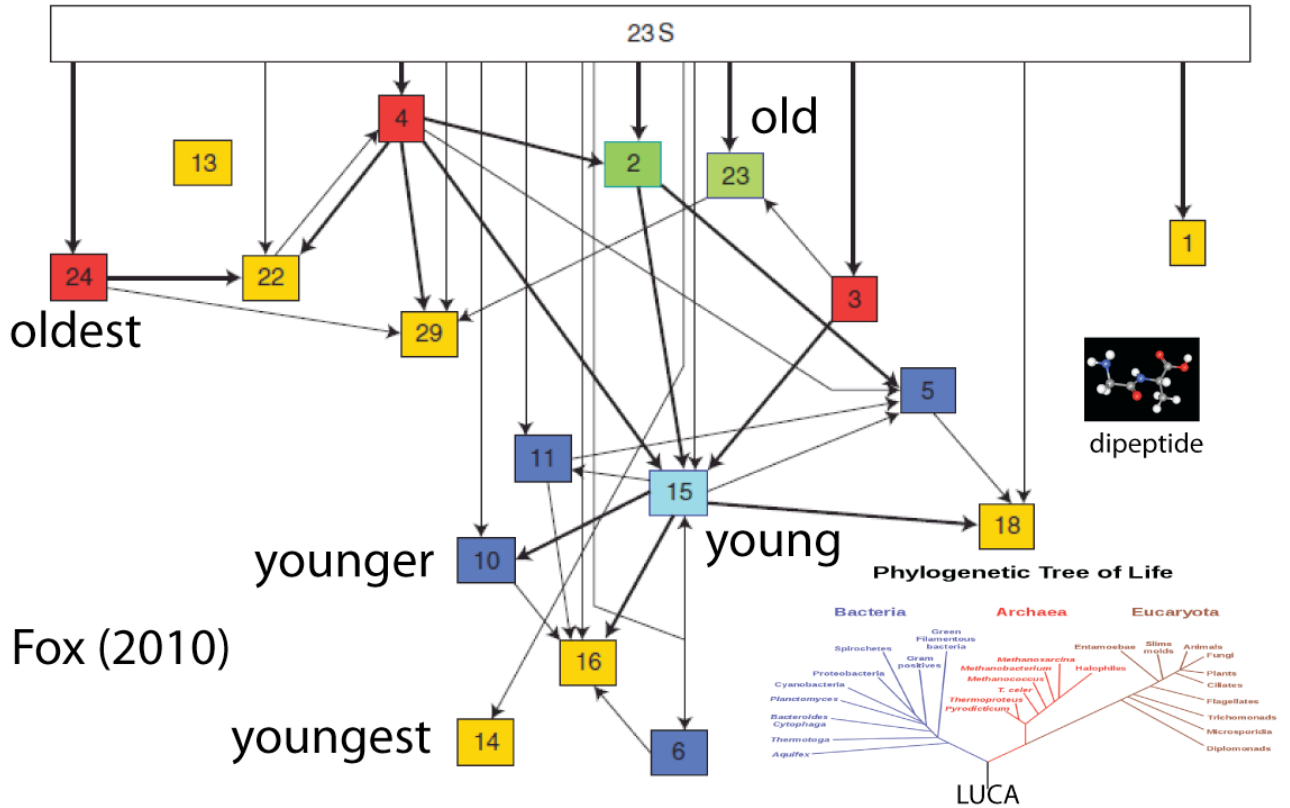 23 S
4
old
13
2
23
1
24
22
3
oldest
29
5
dipeptide
11
15
18
young
younger
10
Phylogenetic Tree of Life
Bacteria
Archaea
Eucaryota
Fox (2010)
16
Green
Filamentous
bacteria
Spirochetes
Gram
positives
Proteobacteria
Cyanobacteria
Planctomyces
Bacteroides
Cytophaga
Thermotoga
Aquifex
Methanosarcina
Methanobacterium
Halophiles
Methanococcus
T. celer
Thermoproteus
Pyrodicticum
Entamoebae
Slime
molds
Animals
Fungi
Plants
Ciliates
Flagellates
Trichomonads
Microsporidia
Diplomonads
youngest
14
6
LUCA